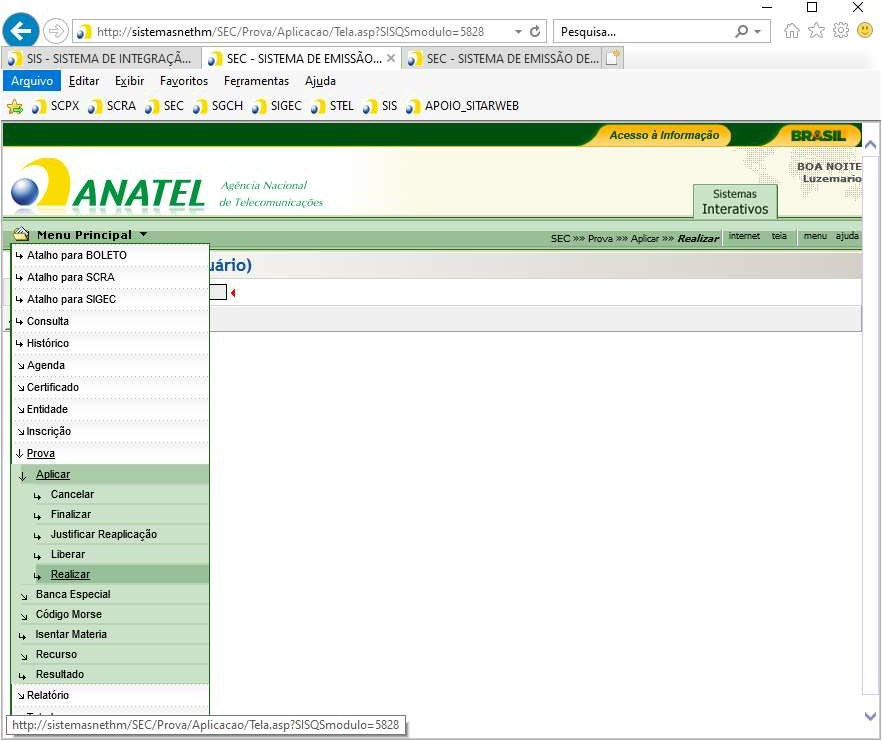 http://sistemasnethm/SEC/Prova/Aplicacao/Tela.asp?SISQSmodulo=5828
Pesquisa...
SIS - SISTEMA DE INTEGRAÇÃ...
SEC - SISTEMA DE EMISSÃO...
SEC - SISTEMA DE EMISSÃO DE...
Arquivo Editar Exibir Favoritos Ferramentas Ajuda
SCPX SCRA SEC SGCH SIGEC STEL SIS APOIO_SITARWEB
Acesso à Informação BRASIL
BOA NOITE
Luzemario
ANATEL
Agência Nacional
de Telecomunicações
Sistemas
Interativos
Menu Principal
SEC »» Prova »» Aplicar »» Realizar internet teia menu ajuda
uário)
Atalho para BOLETO
Atalho para SCRA
Atalho para SIGEC
Consulta
Histórico
Agenda
Certificado
Entidade
Inscrição
Prova
Aplicar
Cancelar
Finalizar
Justificar Reaplicação
Liberar
Realizar
Banca Especial
Código Morse
Isentar Materia
Recurso
Resultado
Relatório
http://sistemasnethm/SEC/Prova/Aplicacao/Tela.asp?SISQSmodulo=5828